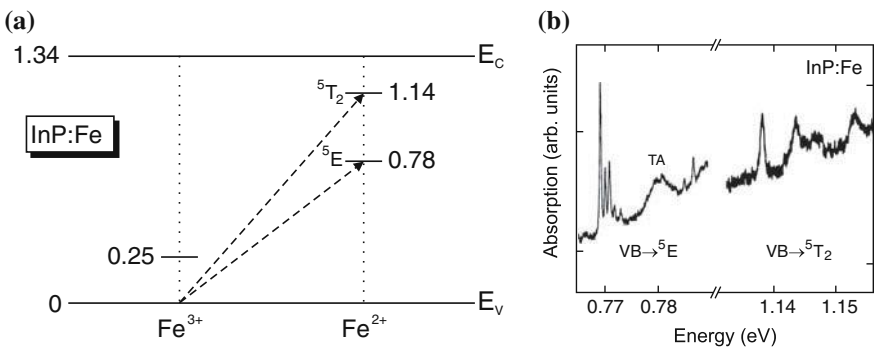 (a)
1.34
E_C
⁵T₂
1.14
InP:Fe
⁵E
0.78
0.25
0
E_V
Fe³⁺
Fe²⁺
(b)
InP:Fe
Absorption (arb. units)
TA
VB→⁵E
VB→⁵T₂
0.77
0.78
1.14
1.15
Energy (eV)